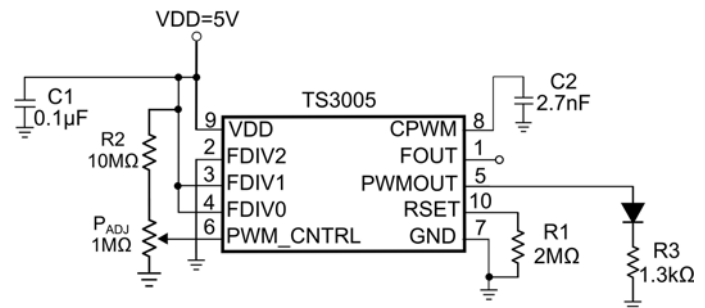 VDD=5V
C1
0.1µF
TS3005
C2
2.7nF
R2
10MΩ
PADJ
1MΩ
9 VDD
2 FDIV2
3 FDIV1
4 FDIV0
6 PWM_CNTRL
CPWM 8
FOUT 1
PWMOUT 5
RSET 10
GND 7
R1
2MΩ
R3
1.3kΩ